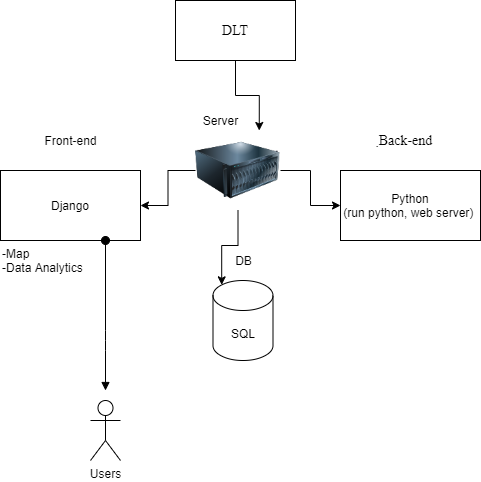 DLT
Server
Front-end
Back-end
Django
Python
(run python, web server)
-Map
-Data Analytics
DB
SQL
Users